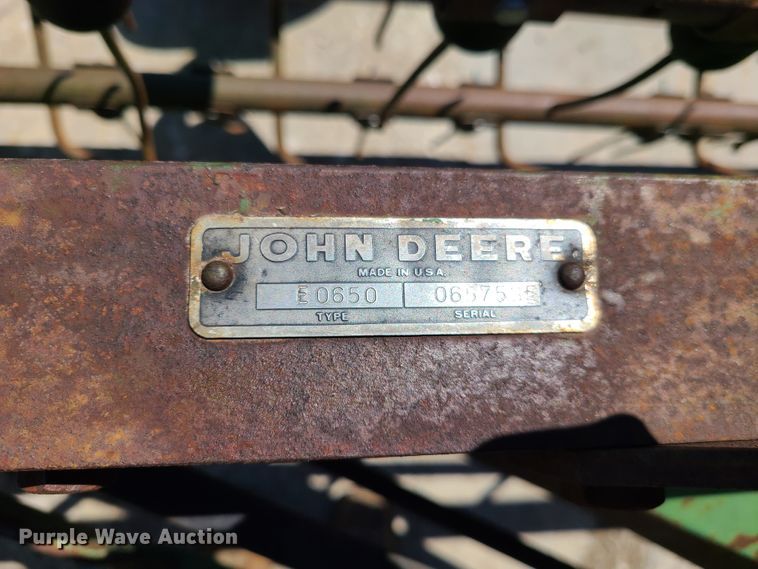 JOHN DEERE
MADE IN U.S.A.
E0650
TYPE SERIAL
Purple Wave Auction